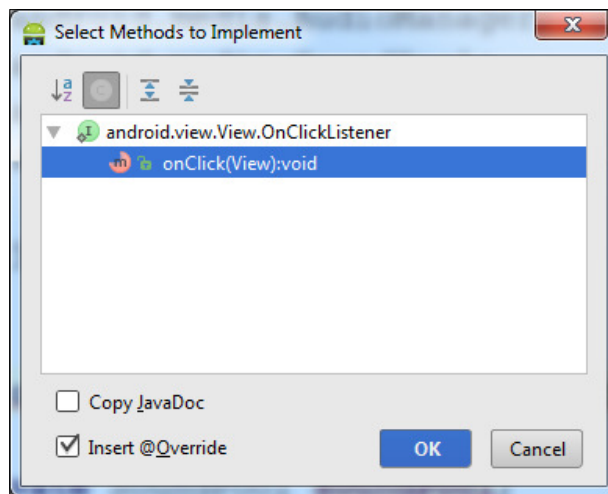 Select Methods to Implement
android.view.View.OnClickListener
onClick(View):void
Copy JavaDoc
Insert @Override
OK Cancel